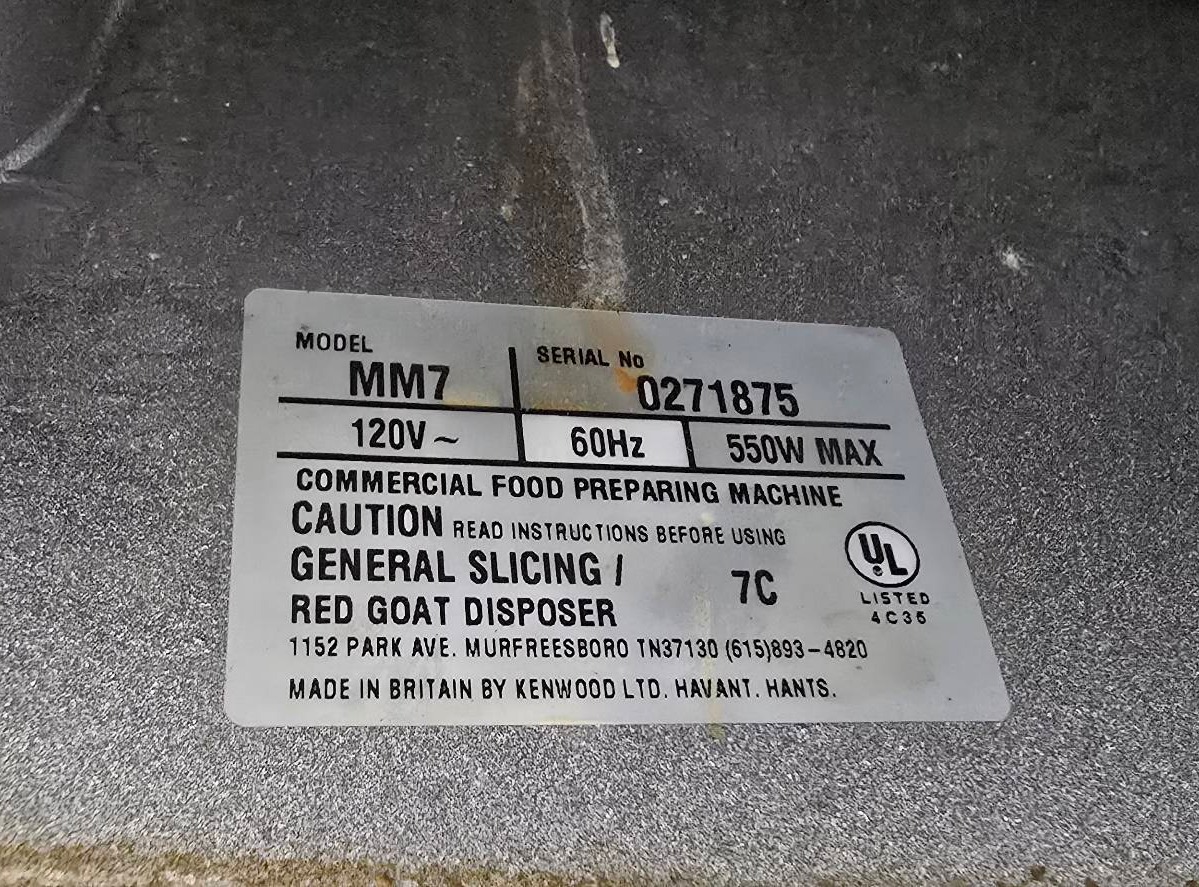 MODEL
MM7
SERIAL No
0271875
120V~
60Hz
550W MAX
COMMERCIAL FOOD PREPARING MACHINE
CAUTION READ INSTRUCTIONS BEFORE USING
GENERAL SLICING /
RED GOAT DISPOSER
7C
UL
LISTED
4C36
1152 PARK AVE. MURFREESBORO TN37130 (615)893-4820
MADE IN BRITAIN BY KENWOOD LTD. HAVANT. HANTS.